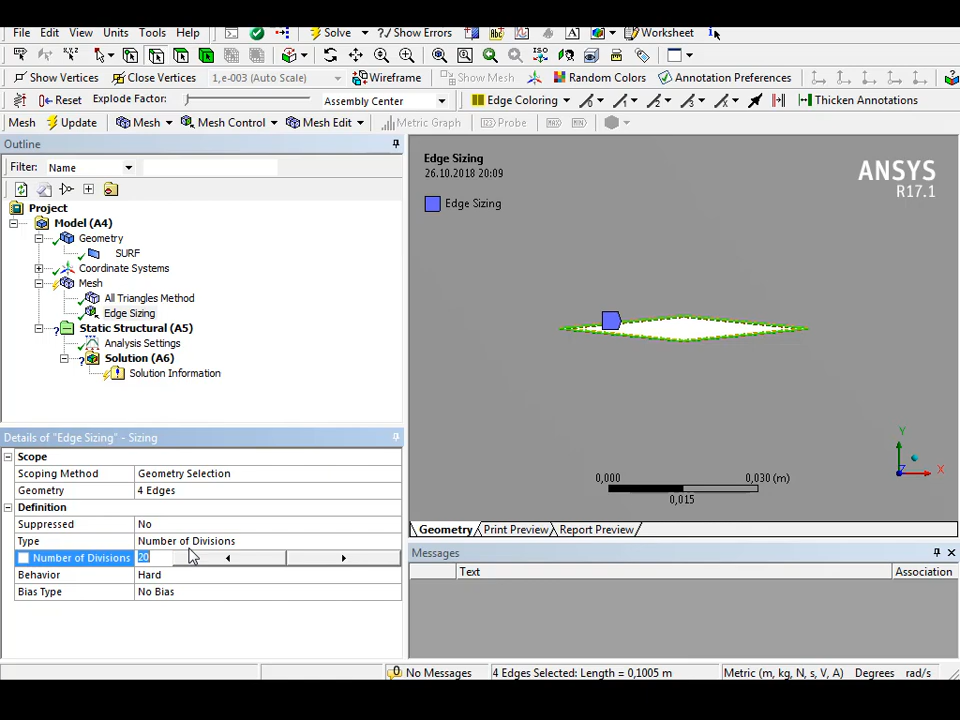 File Edit View Units Tools Help Solve Show Errors Worksheet
Show Vertices Close Vertices 1,e-003 (Auto Scale) Wireframe Show Mesh Random Colors Annotation Preferences
Reset Explode Factor: Assembly Center Edge Coloring Thicken Annotations
Mesh Update Mesh Mesh Control Mesh Edit Metric Graph Probe
Outline
Filter: Name
Project
Model (A4)
Geometry
SURF
Coordinate Systems
Mesh
All Triangles Method
Edge Sizing
Static Structural (A5)
Analysis Settings
Solution (A6)
Solution Information
Details of "Edge Sizing" - Sizing
Scope
Scoping Method Geometry Selection
Geometry 4 Edges
Definition
Suppressed No
Type Number of Divisions
Number of Divisions 20
Behavior Hard
Bias Type No Bias
Edge Sizing
26.10.2018 20:09
Edge Sizing
ANSYS
R17.1
Y
X
Z
0,000 0,030 (m)
0,015
Geometry Print Preview Report Preview
Messages
Text Association
No Messages 4 Edges Selected: Length = 0,1005 m Metric (m, kg, N, s, V, A) Degrees rad/s